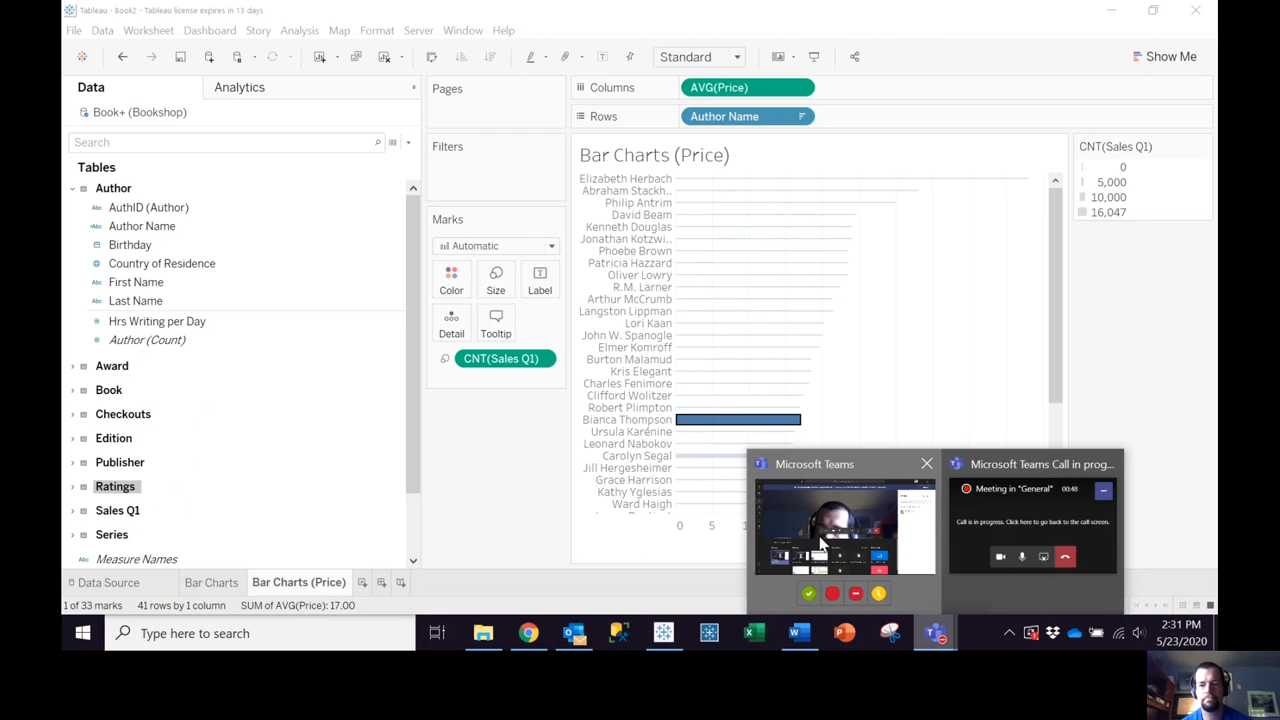 Tableau - Book2 - Tableau license expires in 13 days
File Data Worksheet Dashboard Story Analysis Map Format Server Window Help
Standard
Show Me
Data Analytics
Book+ (Bookshop)
Search
Tables
Author
Abc AuthID (Author)
Abc Author Name
Birthday
Country of Residence
Abc First Name
Abc Last Name
Hrs Writing per Day
Author (Count)
Award
Book
Checkouts
Edition
Publisher
Ratings
Sales Q1
Series
Abc Measure Names
Pages
Filters
Marks
Automatic
Color Size Label
Detail Tooltip
CNT(Sales Q1)
Columns AVG(Price)
Rows Author Name
Bar Charts (Price)
Elizabeth Herbach
Abraham Stackh..
Philip Antrim
David Beam
Kenneth Douglas
Jonathan Kotzwi..
Phoebe Brown
Patricia Hazzard
Oliver Lowry
R.M. Larner
Arthur McCrumb
Langston Lippman
Lori Kaan
John W. Spanogle
Elmer Komroff
Burton Malamud
Kris Elegant
Charles Fenimore
Clifford Wolitzer
Robert Plimpton
Bianca Thompson
Ursula Karénine
Leonard Nabokov
Carolyn Segal
Jill Hergesheimer
Grace Harrison
Kathy Yglesias
Ward Haigh
0 5
CNT(Sales Q1)
0
5,000
10,000
16,047
Microsoft Teams
Microsoft Teams Call in prog...
Meeting in "General" 00:48
Call is in progress. Click here to go back to the call screen.
Data Source Bar Charts Bar Charts (Price)
1 of 33 marks 41 rows by 1 column SUM of AVG(Price): 17.00
Type here to search
2:31 PM
5/23/2020